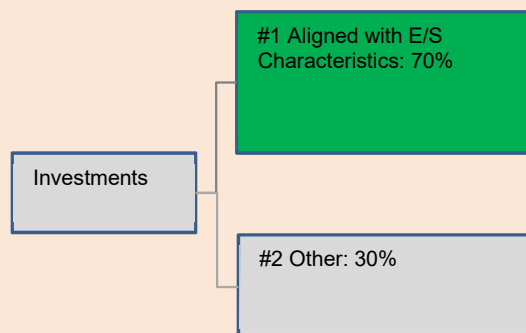 #1 Aligned with E/S
Characteristics: 70%
Investments
#2 Other: 30%